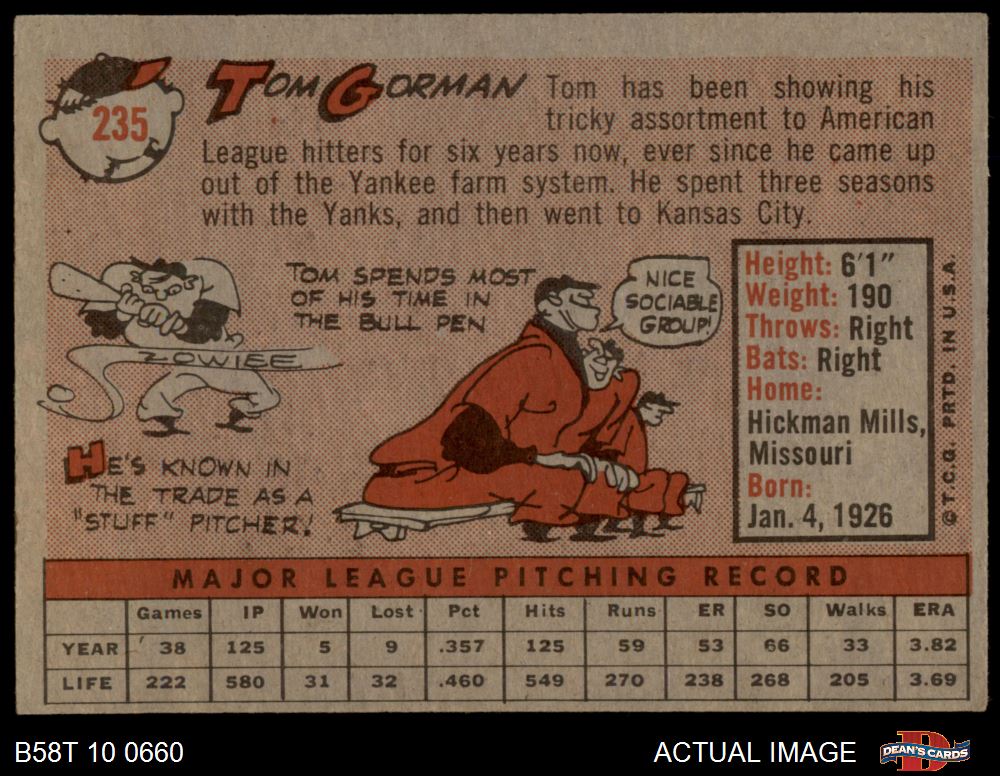 235
TOM GORMAN
Tom has been showing his
tricky assortment to American
League hitters for six years now, ever since he came up
out of the Yankee farm system. He spent three seasons
with the Yanks, and then went to Kansas City.
TOM SPENDS MOST
OF HIS TIME IN
THE BULL PEN
NICE
SOCIABLE
GROUP!
ZOWIEE
HE'S KNOWN IN
THE TRADE AS A
"STUFF" PITCHER!
Height: 6'1"
Weight: 190
Throws: Right
Bats: Right
Home:
Hickman Mills,
Missouri
Born:
Jan. 4, 1926
© T.C.G. PRTD. IN U.S.A.
MAJOR LEAGUE PITCHING RECORD
Games IP Won Lost Pct Hits Runs ER SO Walks ERA
YEAR 38 125 5 9 .357 125 59 53 66 33 3.82
LIFE 222 580 31 32 .460 549 270 238 268 205 3.69
B58T 10 0660
ACTUAL IMAGE
DEAN'S CARDS